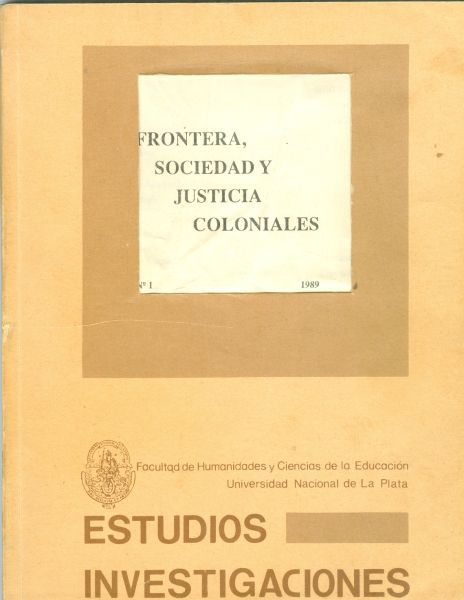 FRONTERA,
SOCIEDAD Y
JUSTICIA
COLONIALES
Nº 1 1989
Facultad de Humanidades y Ciencias de la Educación
Universidad Nacional de La Plata
ESTUDIOS
INVESTIGACIONES